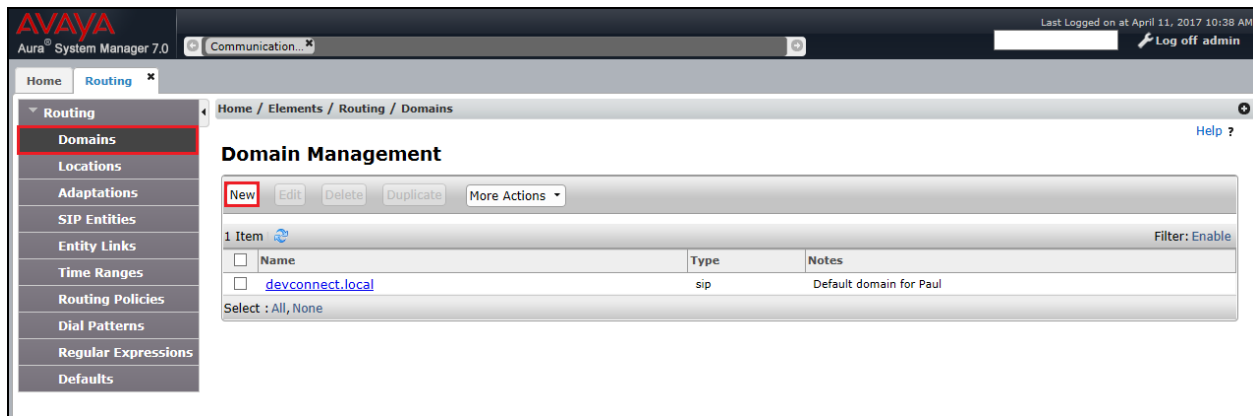 AVAYA
Last Logged on at April 11, 2017 10:38 AM
Aura® System Manager 7.0
Communication... ×
Log off admin
Home
Routing ×
Routing
Home / Elements / Routing / Domains
Help ?
Domains
Locations
Adaptations
SIP Entities
Entity Links
Time Ranges
Routing Policies
Dial Patterns
Regular Expressions
Defaults
Domain Management
New Edit Delete Duplicate More Actions
1 Item
Filter: Enable
Name Type Notes
devconnect.local sip Default domain for Paul
Select : All, None